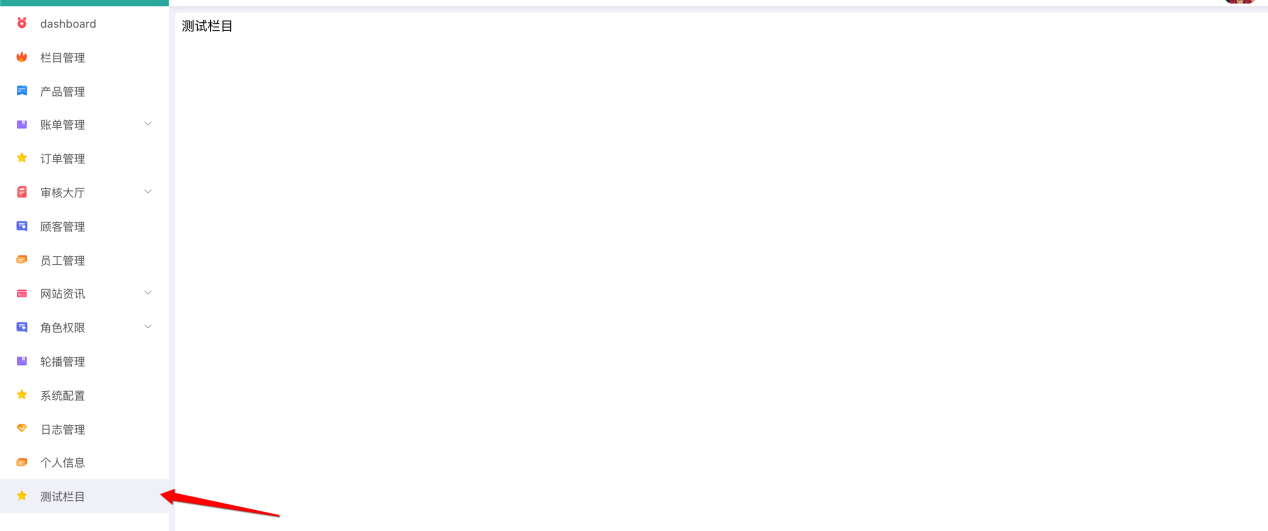 dashboard
栏目管理
产品管理
账单管理
订单管理
审核大厅
顾客管理
员工管理
网站资讯
角色权限
轮播管理
系统配置
日志管理
个人信息
测试栏目
测试栏目